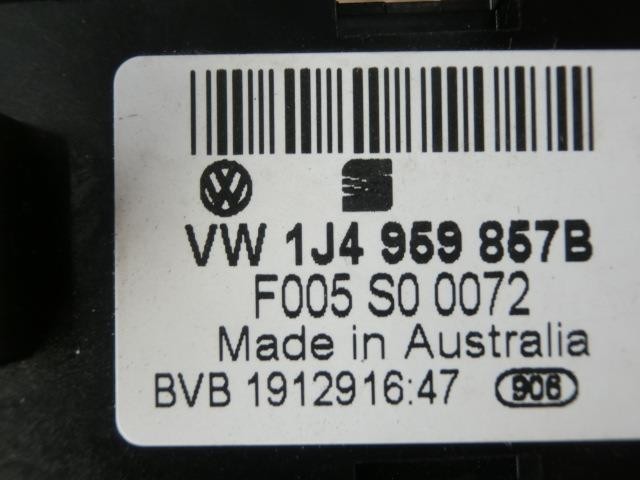 VW 1J4 959 857B
F005 S0 0072
Made in Australia
BVB 1912916:47 906